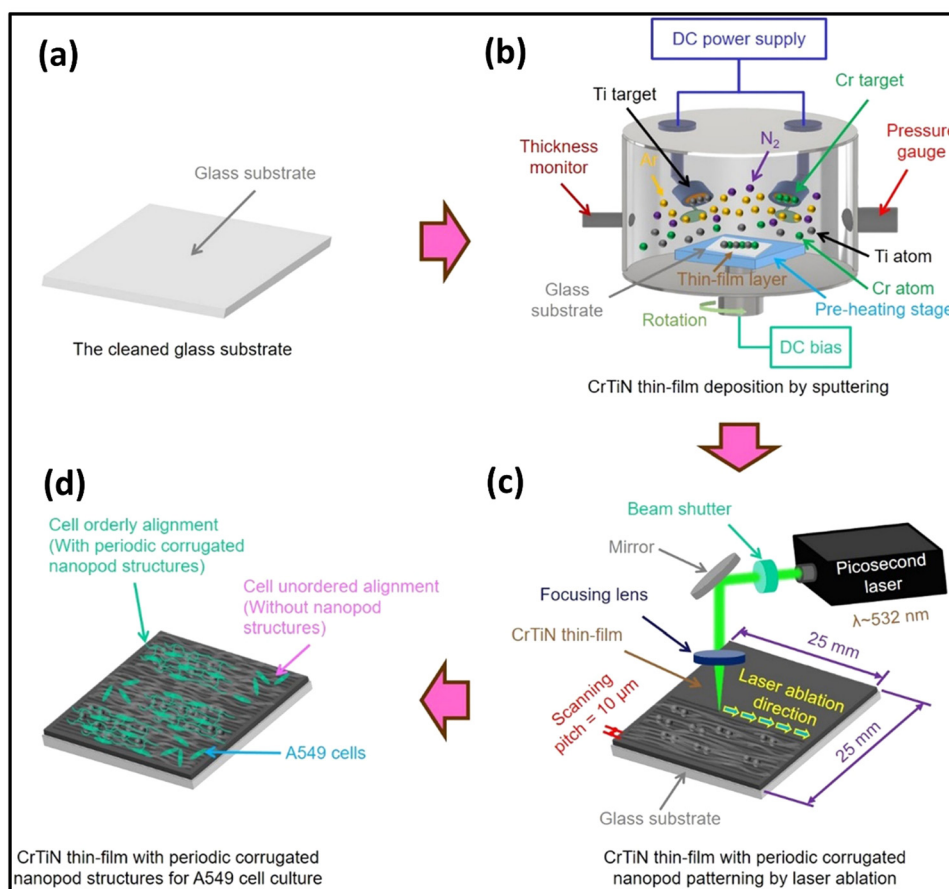 (a)
Glass substrate
The cleaned glass substrate
(b)
DC power supply
Ti target
Cr target
Thickness
monitor
Ar
N₂
Pressure
gauge
Ti atom
Thin-film layer
Glass
substrate
Cr atom
Pre-heating stage
Rotation
DC bias
CrTiN thin-film deposition by sputtering
(c)
Beam shutter
Mirror
Picosecond
laser
λ~532 nm
Focusing lens
CrTiN thin-film
25 mm
Laser ablation
direction
Scanning
pitch = 10 μm
25 mm
Glass substrate
CrTiN thin-film with periodic corrugated
nanopod patterning by laser ablation
(d)
Cell orderly alignment
(With periodic corrugated
nanopod structures)
Cell unordered alignment
(Without nanopod
structures)
A549 cells
CrTiN thin-film with periodic corrugated
nanopod structures for A549 cell culture